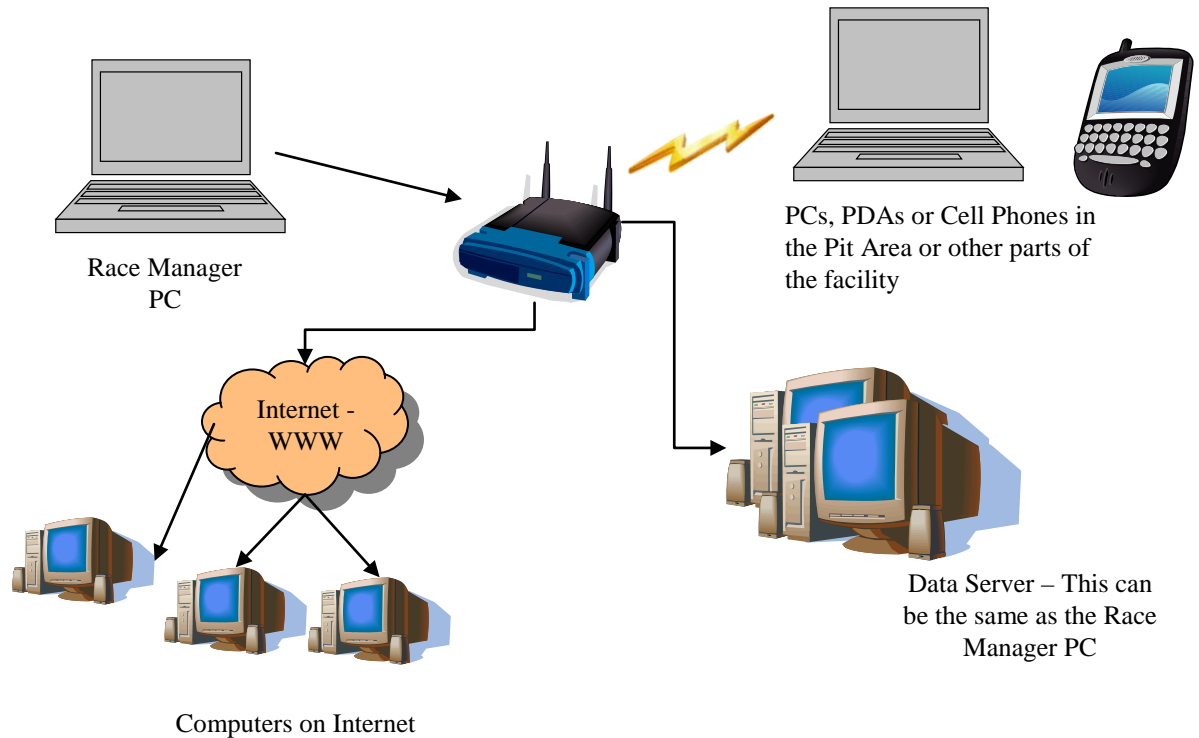 PCs, PDAs or Cell Phones in
the Pit Area or other parts of
the facility
Race Manager
PC
Internet -
WWW
Data Server – This can
be the same as the Race
Manager PC
Computers on Internet